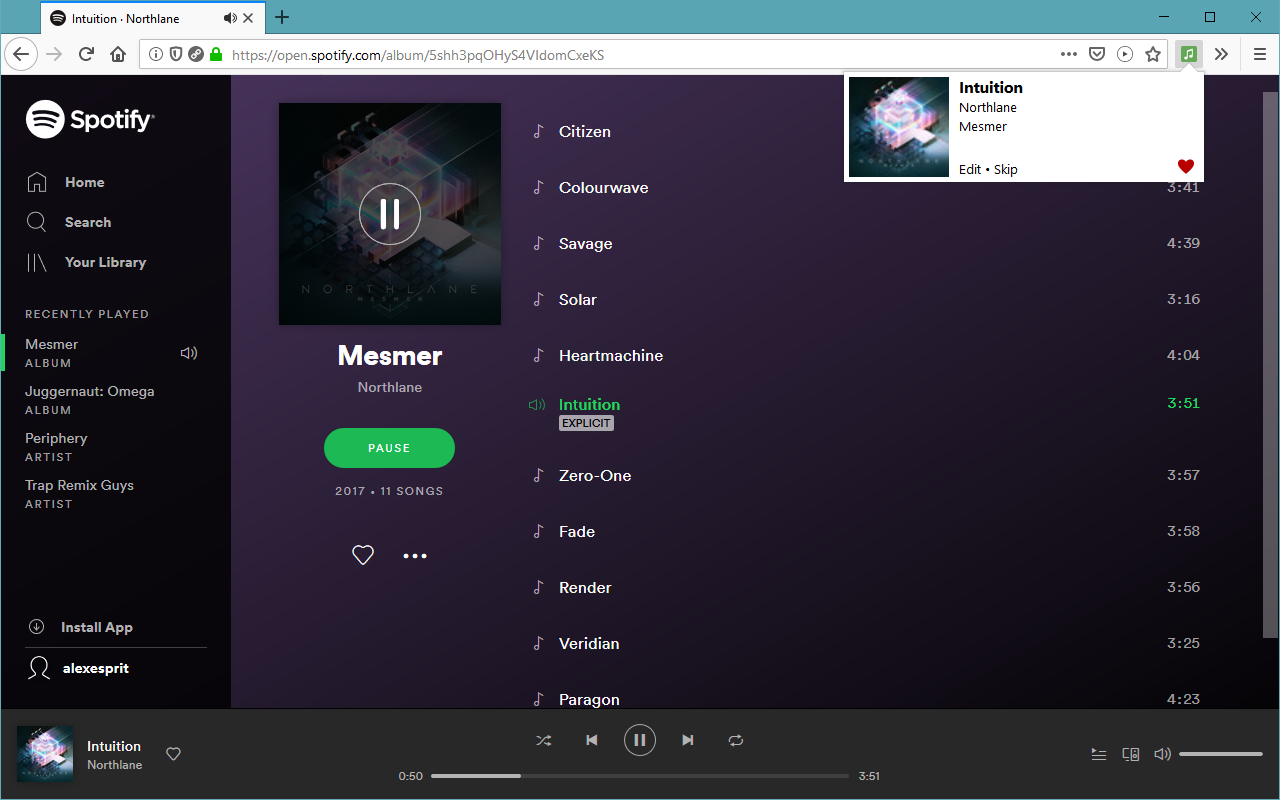 Intuition · Northlane
https://open.spotify.com/album/5shh3pqOHyS4VIdomCxeKS
Intuition
Northlane
Mesmer
Edit • Skip
Spotify
Home
Search
Your Library
RECENTLY PLAYED
Mesmer
ALBUM
Juggernaut: Omega
ALBUM
Periphery
ARTIST
Trap Remix Guys
ARTIST
Install App
alexesprit
NORTHLANE
MESMER
Mesmer
Northlane
PAUSE
2017 • 11 SONGS
Citizen
Colourwave 3:41
Savage 4:39
Solar 3:16
Heartmachine 4:04
Intuition 3:51
EXPLICIT
Zero-One 3:57
Fade 3:58
Render 3:56
Veridian 3:25
Paragon 4:23
Intuition
Northlane
0:50 3:51